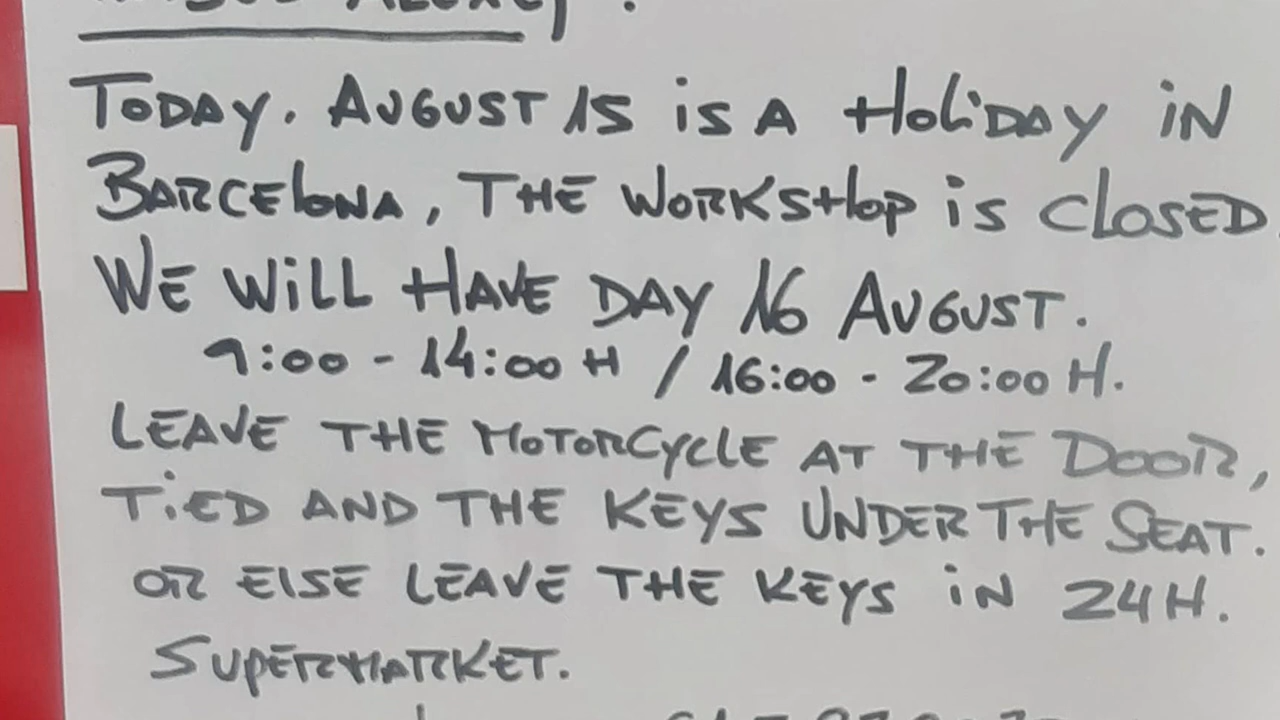 TODAY. AUGUST 15 iS A HoliDAY iN
BARCElONA, THE WORKSHOP iS CloSED
WE WiLL HAVE DAY 16 AUGUST.
9:00 - 14:00 H / 16:00 - 20:00 H.
LEAVE THE MOTORCYClE AT THE DOOR,
TiED AND THE KEYS UNDER THE SEAT.
OR ElSE LEAVE THE KEYS iN 24H.
SUPERMARKET.